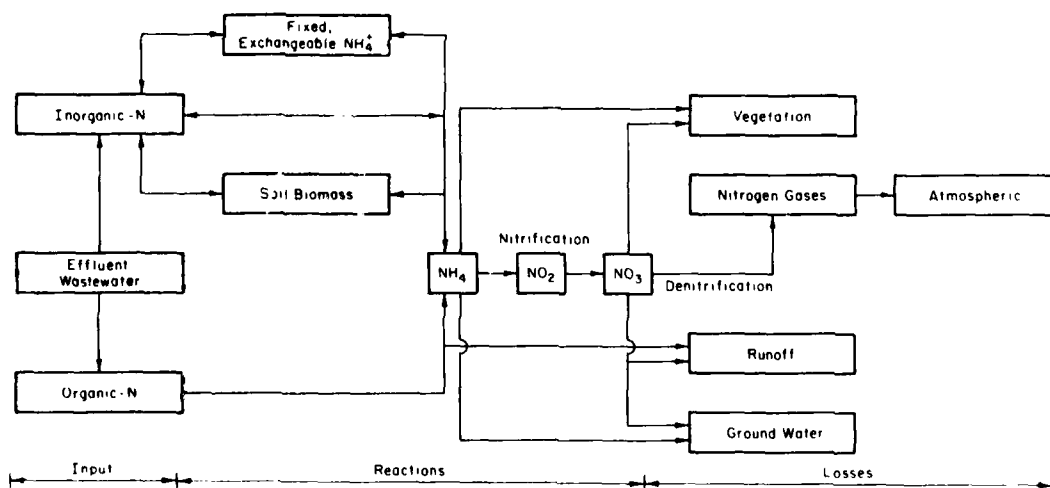 Fixed,
Exchangeable NH₄⁺
Inorganic-N
Vegetation
Soil Biomass
Nitrogen Gases
Atmospheric
Nitrification
Effluent
Wastewater
NH₄
NO₂
NO₃
Denitrification
Runoff
Organic-N
Ground Water
Input
Reactions
Losses